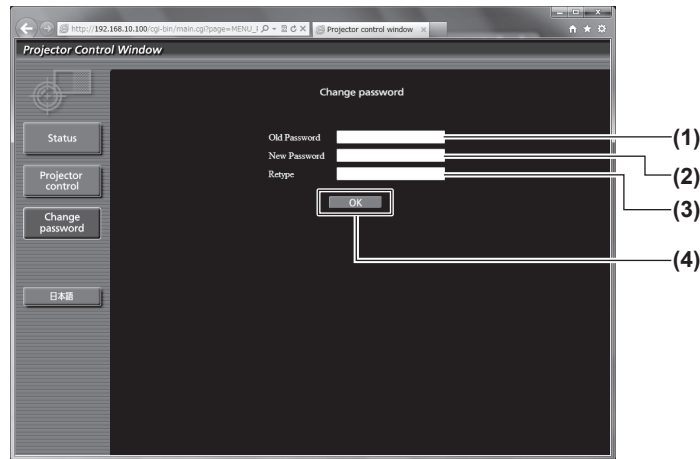 http://192.168.10.100/cgi-bin/main.cgi?page=MENU_
Projector control window
Projector Control Window
Change password
Status
Projector
control
Change
password
日本語
Old Password
New Password
Retype
OK
(1)
(2)
(3)
(4)